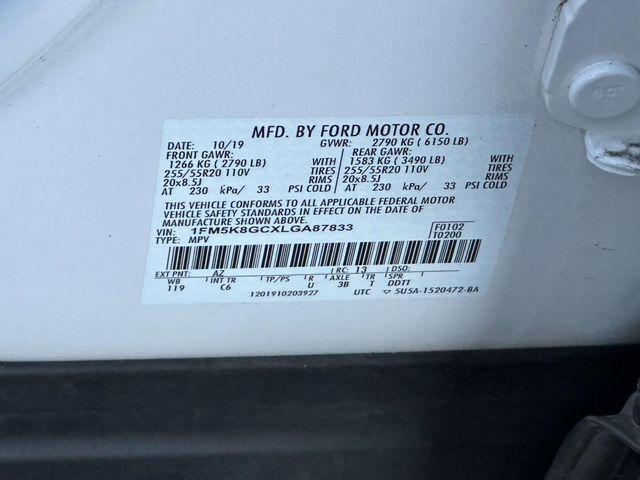 MFD. BY FORD MOTOR CO.
DATE: 10/19 GVWR: 2790 KG ( 6150 LB)
FRONT GAWR: REAR GAWR:
1266 KG ( 2790 LB) WITH 1583 KG ( 3490 LB) WITH
255/55R20 110V TIRES 255/55R20 110V TIRES
20x8.5J RIMS 20x8.5J RIMS
AT 230 kPa/ 33 PSI COLD AT 230 kPa/ 33 PSI COLD
THIS VEHICLE CONFORMS TO ALL APPLICABLE FEDERAL MOTOR
VEHICLE SAFETY STANDARDS IN EFFECT ON THE DATE OF
MANUFACTURE SHOWN ABOVE.
VIN: 1FM5K8GCXLGA87833 F0102
TYPE: MPV T0200
EXT PNT: AZ RC: 13 DSO:
WB INT TR TP/PS R AXLE TR SPR
119 C6 U 3B T DDTT
1201910203927 UTC ▽ 5U5A-1520472-BA